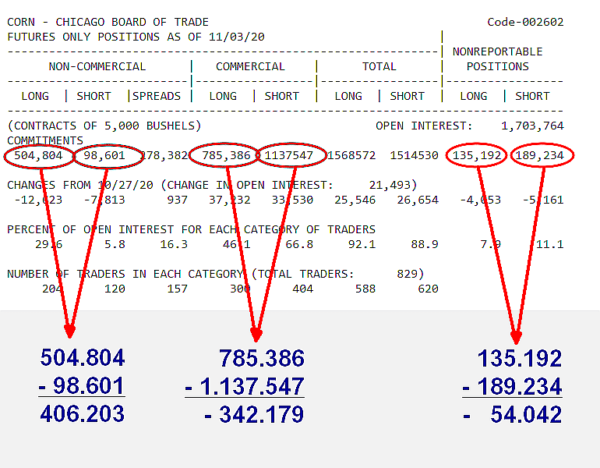 CORN - CHICAGO BOARD OF TRADE Code-002602
FUTURES ONLY POSITIONS AS OF 11/03/20 |
--------------------------------------------------------------| NONREPORTABLE
NON-COMMERCIAL | COMMERCIAL | TOTAL | POSITIONS
LONG | SHORT |SPREADS | LONG | SHORT | LONG | SHORT | LONG | SHORT
(CONTRACTS OF 5,000 BUSHELS) OPEN INTEREST: 1,703,764
COMMITMENTS
504,804 98,601 278,382 785,386 1137547 1568572 1514530 135,192 189,234
CHANGES FROM 10/27/20 (CHANGE IN OPEN INTEREST: 21,493)
-12,623 -7,813 937 37,232 33,530 25,546 26,654 -4,053 -5,161
PERCENT OF OPEN INTEREST FOR EACH CATEGORY OF TRADERS
29.6 5.8 16.3 46.1 66.8 92.1 88.9 7.9 11.1
NUMBER OF TRADERS IN EACH CATEGORY (TOTAL TRADERS: 829)
204 120 157 300 404 588 620
504.804 785.386 135.192
- 98.601 - 1.137.547 - 189.234
406.203 - 342.179 - 54.042